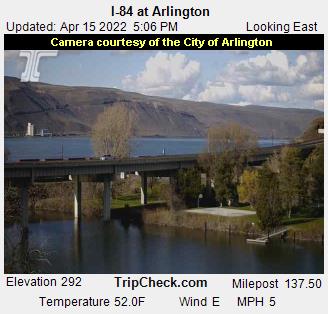 I-84 at Arlington
Updated: Apr 15 2022 5:06 PM Looking East
Camera courtesy of the City of Arlington
Elevation 292 TripCheck.com Milepost 137.50
Temperature 52.0F Wind E MPH 5